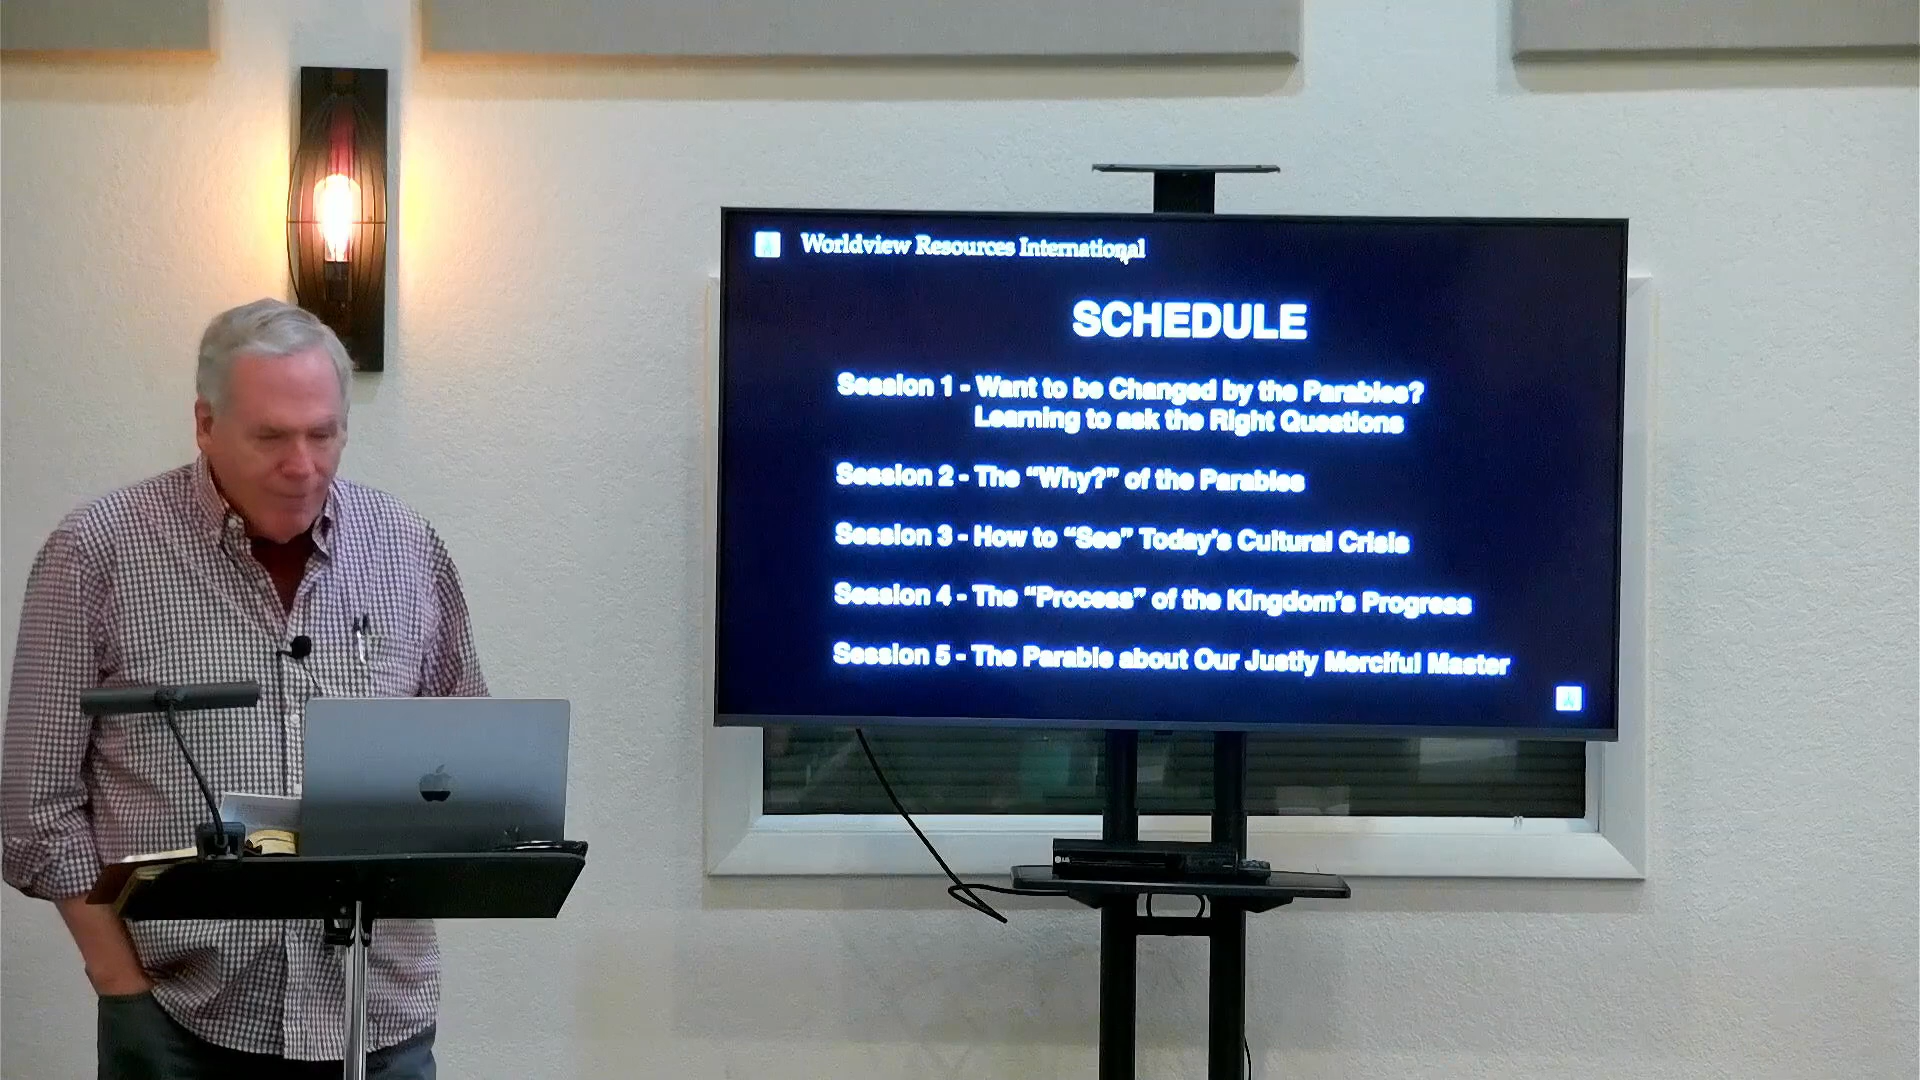 Worldview Resources International
SCHEDULE
Session 1 - Want to be Changed by the Parables?
Learning to ask the Right Questions
Session 2 - The “Why?” of the Parables
Session 3 - How to “See” Today’s Cultural Crisis
Session 4 - The “Process” of the Kingdom’s Progress
Session 5 - The Parable about Our Justly Merciful Master